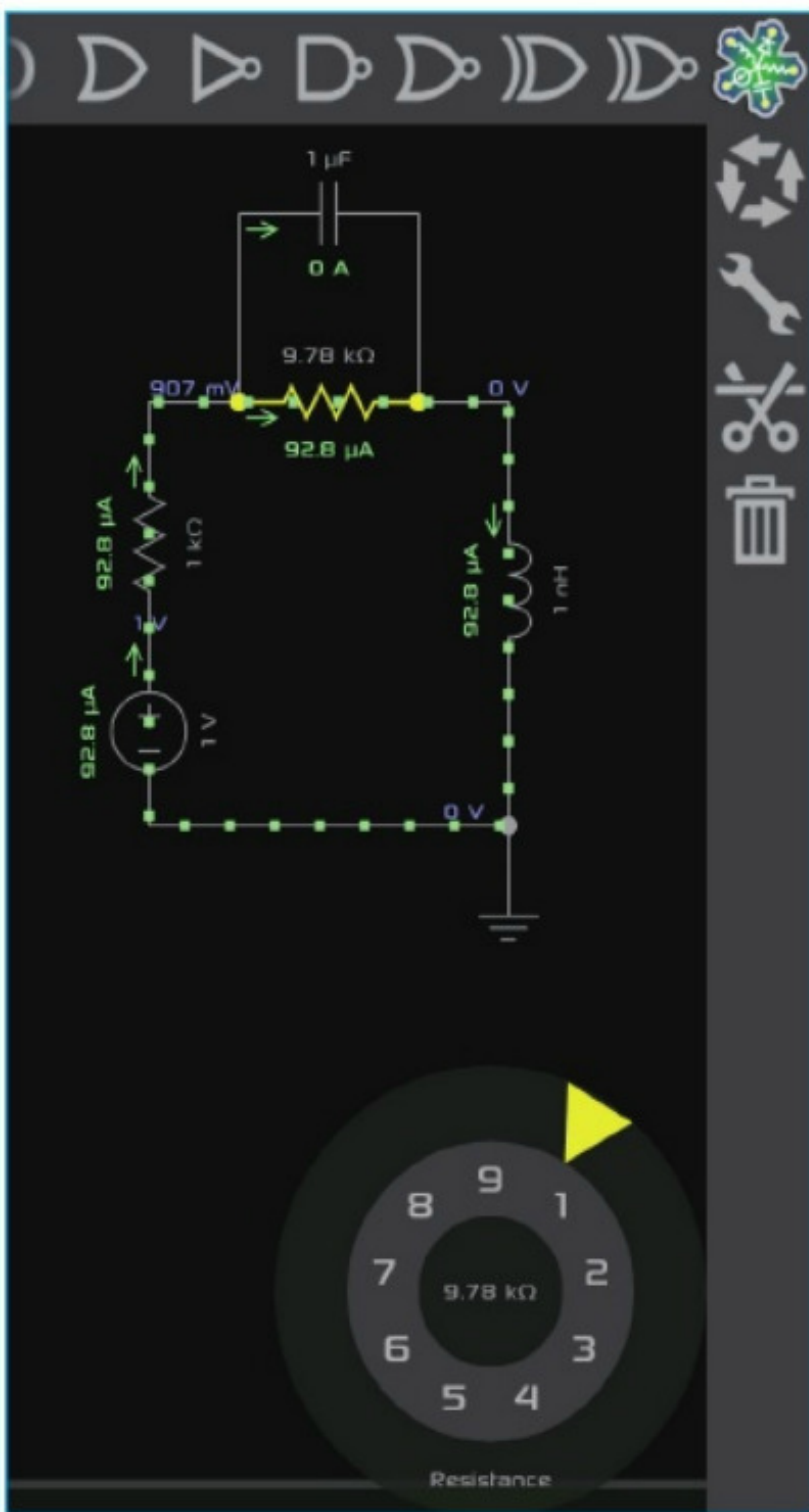 1 µF
0 A
9.78 kΩ
907 mV
0 V
92.8 µA
92.8 µA
1 kΩ
92.8 µA
1 nH
1 V
92.8 µA
1 V
0 V
9
8
1
7
2
9.78 kΩ
6
3
5
4
Resistance